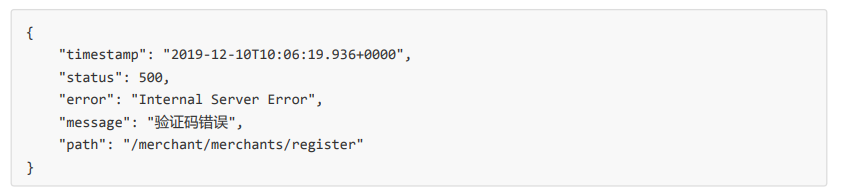 {
    "timestamp": "2019-12-10T10:06:19.936+0000",
    "status": 500,
    "error": "Internal Server Error",
    "message": "验证码错误",
    "path": "/merchant/merchants/register"
}